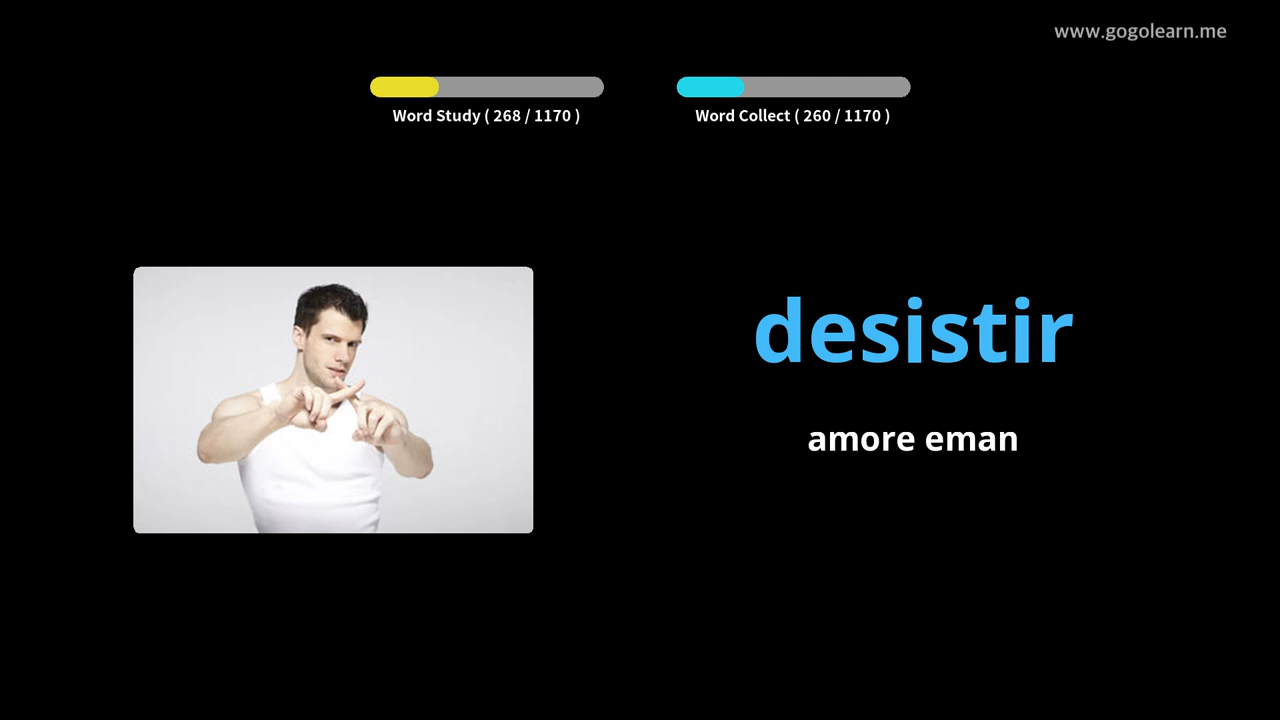 www.gogolearn.me
Word Study ( 268 / 1170 )
Word Collect ( 260 / 1170 )
desistir
amore eman